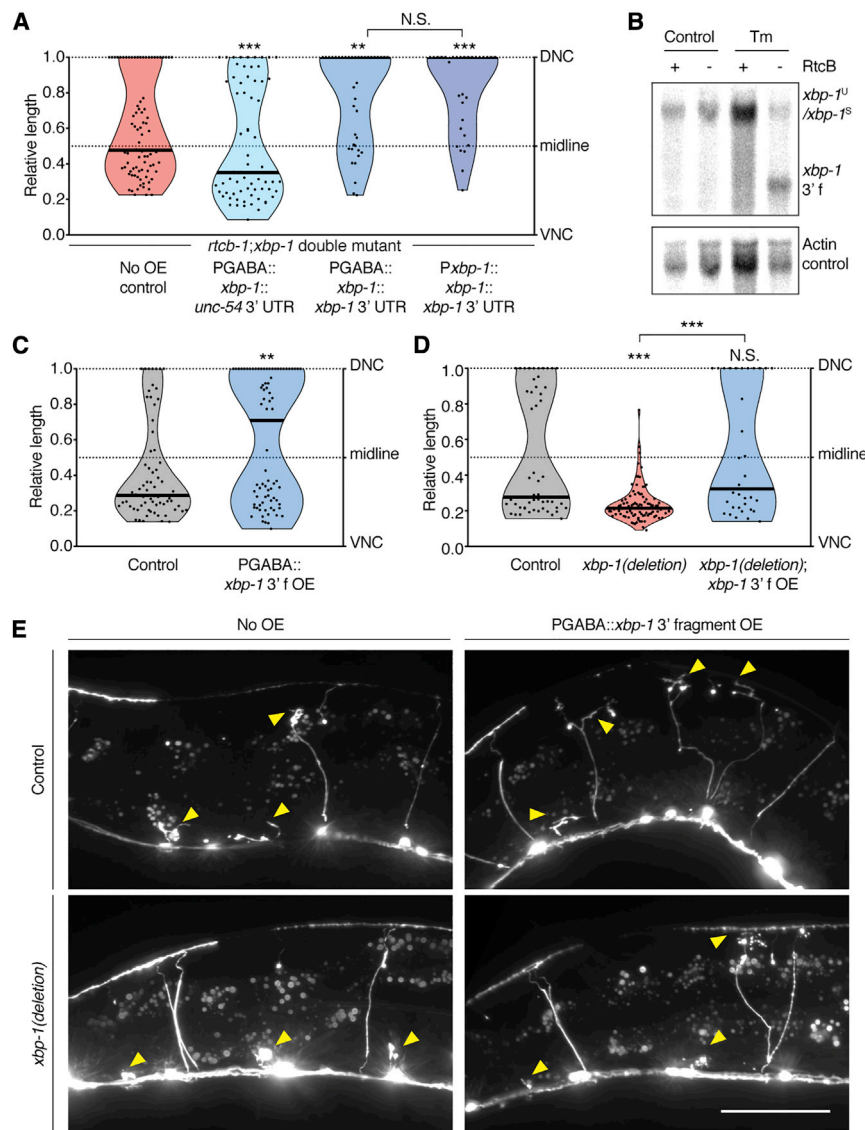 A
N.S.
***
**
***
1.0
0.8
0.6
0.4
0.2
0.0
Relative length
DNC
midline
VNC
rtcb-1;xbp-1 double mutant
No OE
control
PGABA::
xbp-1::
unc-54 3' UTR
PGABA::
xbp-1::
xbp-1 3' UTR
Pxbp-1::
xbp-1::
xbp-1 3' UTR
B
Control
Tm
+
-
+
-
RtcB
xbp-1ᵁ
/xbp-1ˢ
xbp-1
3' f
Actin
control
C
**
1.0
0.8
0.6
0.4
0.2
0.0
Relative length
DNC
midline
VNC
Control
PGABA::
xbp-1 3' f OE
D
***
***
N.S.
1.0
0.8
0.6
0.4
0.2
0.0
Relative length
DNC
midline
VNC
Control
xbp-1(deletion)
xbp-1(deletion);
xbp-1 3' f OE
E
No OE
PGABA::xbp-1 3' fragment OE
Control
xbp-1(deletion)